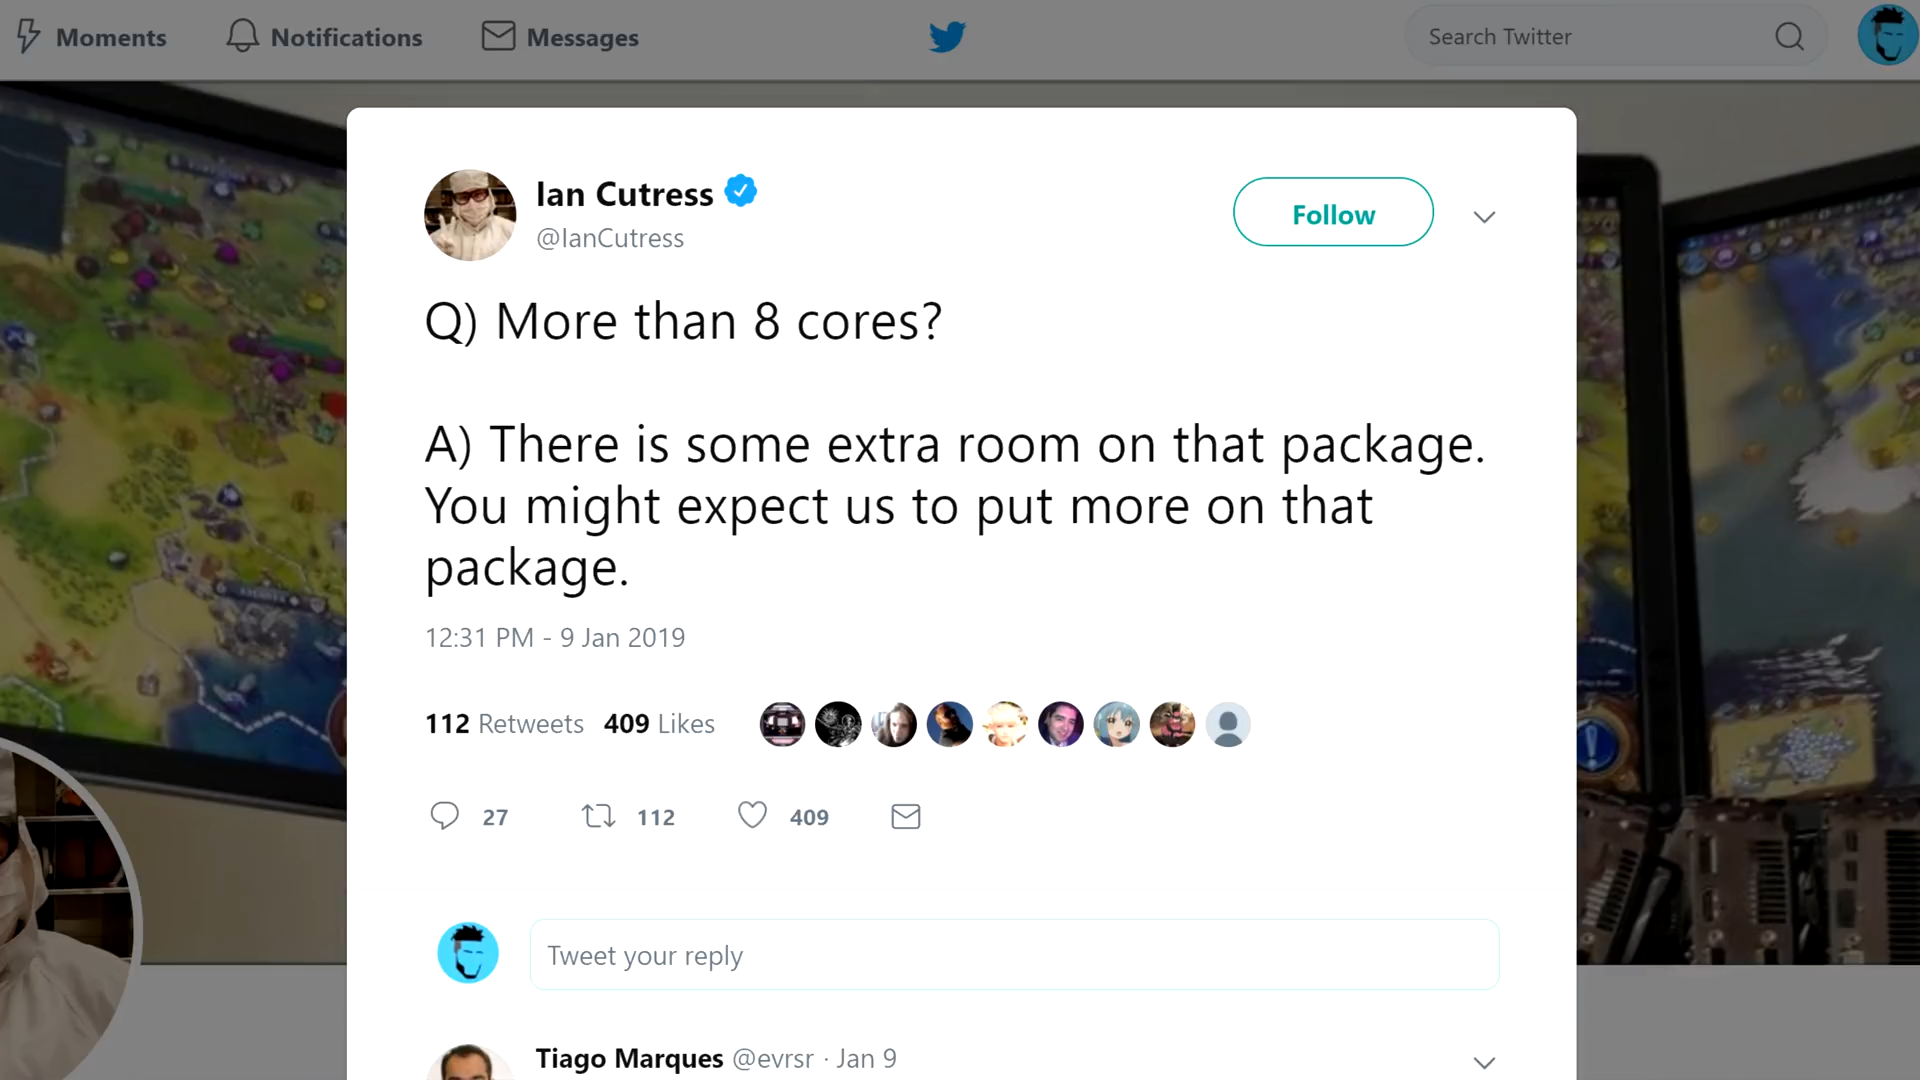 Moments
Notifications
Messages
Search Twitter
Ian Cutress
@IanCutress
Follow
Q) More than 8 cores?
A) There is some extra room on that package.
You might expect us to put more on that
package.
12:31 PM - 9 Jan 2019
112 Retweets 409 Likes
27
112
409
Tweet your reply
Tiago Marques @evrsr · Jan 9